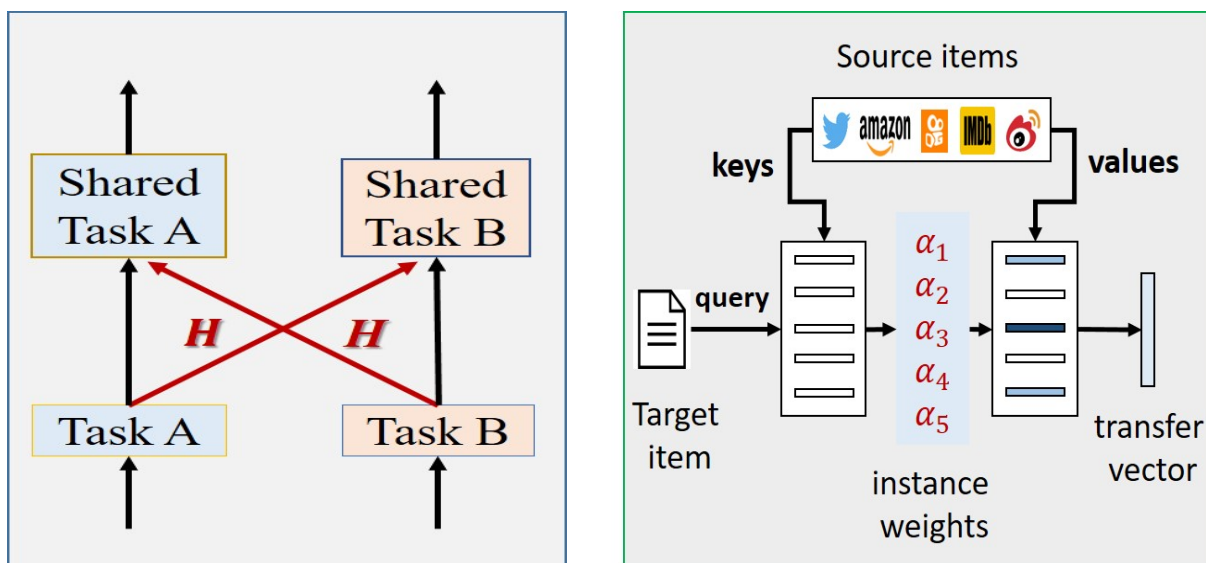 Shared
Task A
Shared
Task B
H
H
Task A
Task B
Source items
amazon
IMDb
keys
values
query
α1
α2
α3
α4
α5
Target
item
instance
weights
transfer
vector